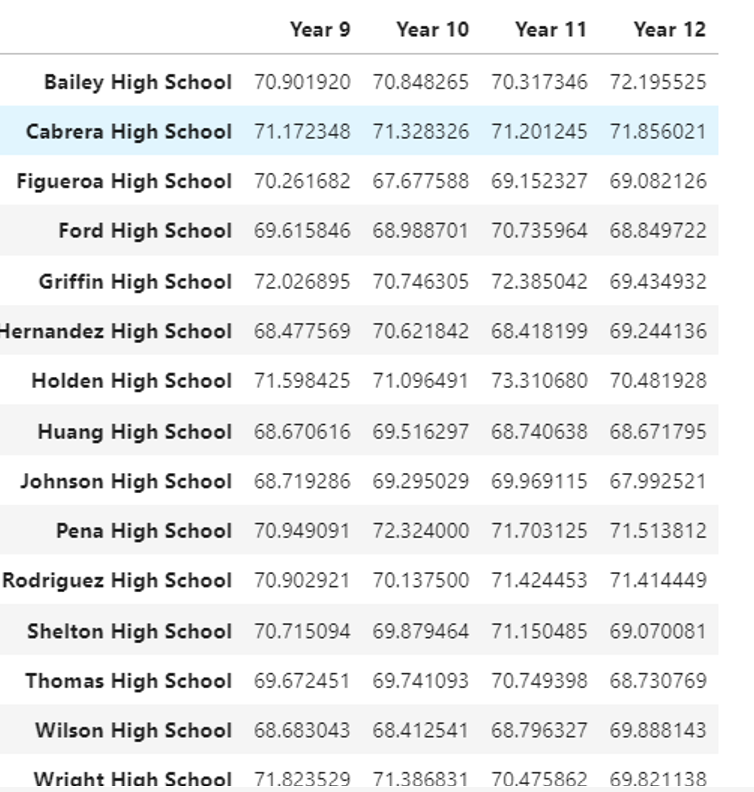 Year 9 Year 10 Year 11 Year 12
Bailey High School 70.901920 70.848265 70.317346 72.195525
Cabrera High School 71.172348 71.328326 71.201245 71.856021
Figueroa High School 70.261682 67.677588 69.152327 69.082126
Ford High School 69.615846 68.988701 70.735964 68.849722
Griffin High School 72.026895 70.746305 72.385042 69.434932
Hernandez High School 68.477569 70.621842 68.418199 69.244136
Holden High School 71.598425 71.096491 73.310680 70.481928
Huang High School 68.670616 69.516297 68.740638 68.671795
Johnson High School 68.719286 69.295029 69.969115 67.992521
Pena High School 70.949091 72.324000 71.703125 71.513812
Rodriguez High School 70.902921 70.137500 71.424453 71.414449
Shelton High School 70.715094 69.879464 71.150485 69.070081
Thomas High School 69.672451 69.741093 70.749398 68.730769
Wilson High School 68.683043 68.412541 68.796327 69.888143
Wright High School 71.823529 71.386831 70.475862 69.821138